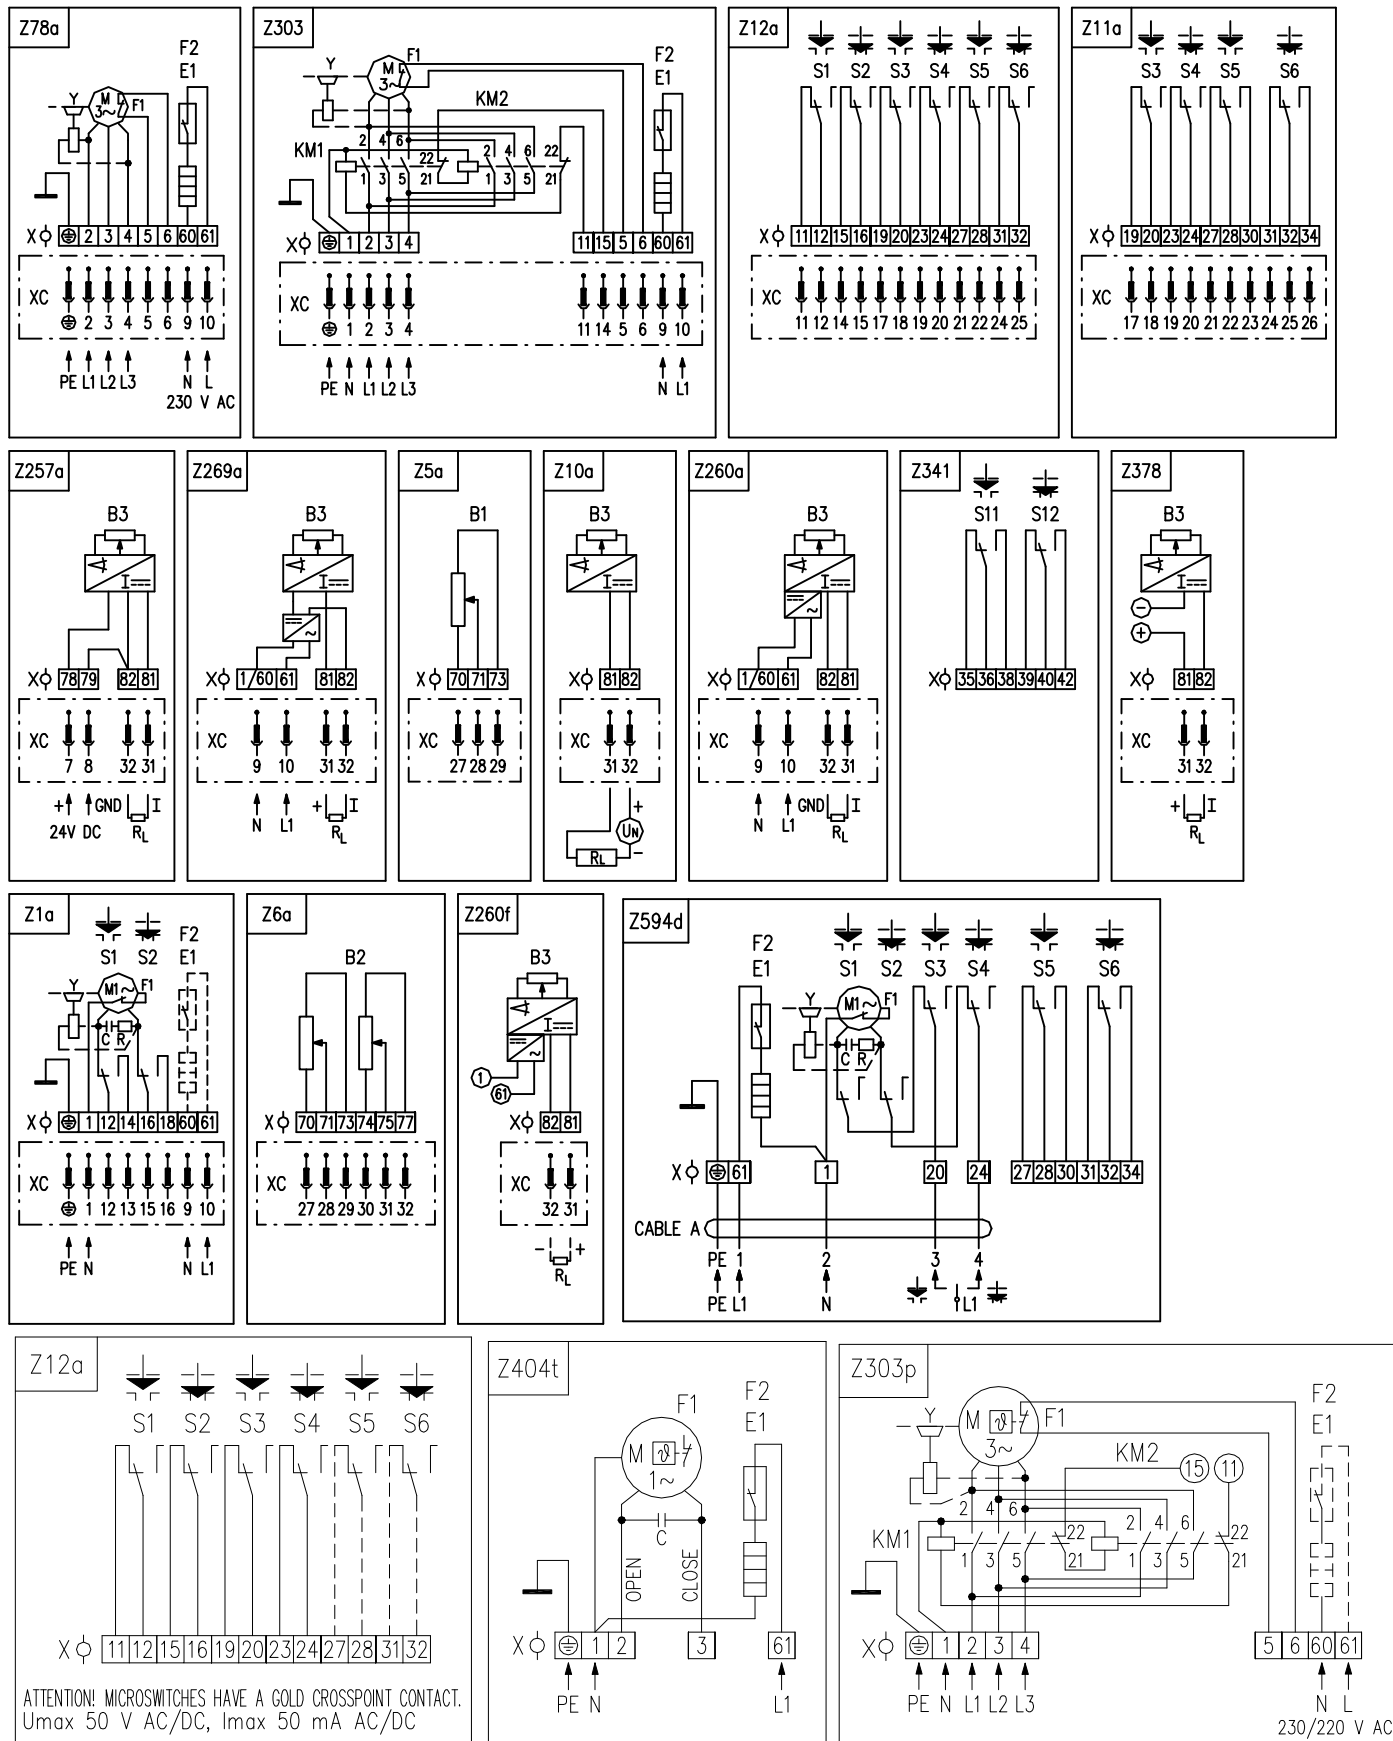 Z78a
F2
E1
Y
M
3~
F1
X 2 3 4 5 6 60 61
XC
2 3 4 5 6 9 10
PE L1 L2 L3 N L
230 V AC
Z303
F1
F2
E1
Y
M
3~
KM2
KM1
2 4 6 22 2 4 6 22
1 3 5 21 1 3 5 21
X 1 2 3 4 11 15 5 6 60 61
XC
1 2 3 4 11 14 5 6 9 10
PE N L1 L2 L3 N L1
Z12a
S1 S2 S3 S4 S5 S6
X 11 12 15 16 19 20 23 24 27 28 31 32
XC
11 12 14 15 17 18 19 20 21 22 24 25
Z11a
S3 S4 S5 S6
X 19 20 23 24 27 28 30 31 32 34
XC
17 18 19 20 21 22 23 24 25 26
Z257a
B3
I
X 78 79 82 81
XC
7 8 32 31
+ GND I
24V DC RL
Z269a
B3
I
~
X 1/60 61 81 82
XC
9 10 31 32
N L1 + I
RL
Z5a
B1
X 70 71 73
XC
27 28 29
Z10a
B3
I
X 81 82
XC
31 32
+
UN
RL
-
Z260a
B3
I
~
X 1/60 61 82 81
XC
9 10 32 31
N L1 GND I
RL
Z341
S11 S12
X 35 36 38 39 40 42
Z378
B3
I
-
+
X 81 82
XC
31 32
+ I
RL
Z1a
S1 S2
F2
E1
Y
M1~
F1
C R
X 1 12 14 16 18 60 61
XC
1 12 13 15 16 9 10
PE N N L1
Z6a
B2
X 70 71 73 74 75 77
XC
27 28 29 30 31 32
Z260f
B3
I
~
1
61
X 82 81
XC
32 31
- +
RL
Z594d
F2
E1
S1 S2 S3 S4 S5 S6
Y
M1~
F1
C R
X 61 1 20 24 27 28 30 31 32 34
CABLE A
PE 1 2 3 4
PE L1 N L1
Z12a
S1 S2 S3 S4 S5 S6
X 11 12 15 16 19 20 23 24 27 28 31 32
ATTENTION! MICROSWITCHES HAVE A GOLD CROSSPOINT CONTACT.
Umax 50 V AC/DC, Imax 50 mA AC/DC
Z404t
F1
F2
E1
M ϑ
1~
C
OPEN
CLOSE
X 1 2 3 61
PE N L1
Z303p
F2
E1
Y
M ϑ
3~
F1
KM2
15 11
KM1
2 4 6 22 2 4 6 22
1 3 5 21 1 3 5 21
X 1 2 3 4 5 6 60 61
PE N L1 L2 L3 N L
230/220 V AC